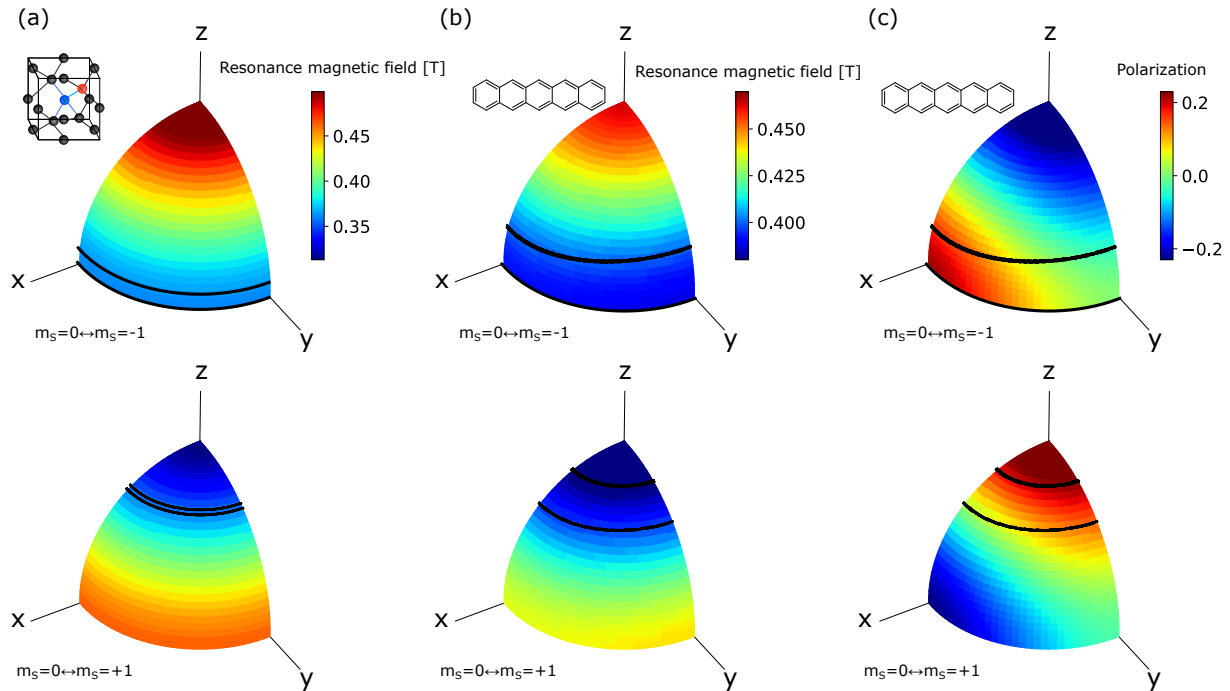 (a)
z
Resonance magnetic field [T]
0.45
0.40
0.35
x
y
mS=0↔mS=-1
z
x
y
mS=0↔mS=+1
(b)
z
Resonance magnetic field [T]
0.450
0.425
0.400
x
y
mS=0↔mS=-1
z
x
y
mS=0↔mS=+1
(c)
z
Polarization
0.2
0.0
−0.2
x
y
mS=0↔mS=-1
z
x
y
mS=0↔mS=+1